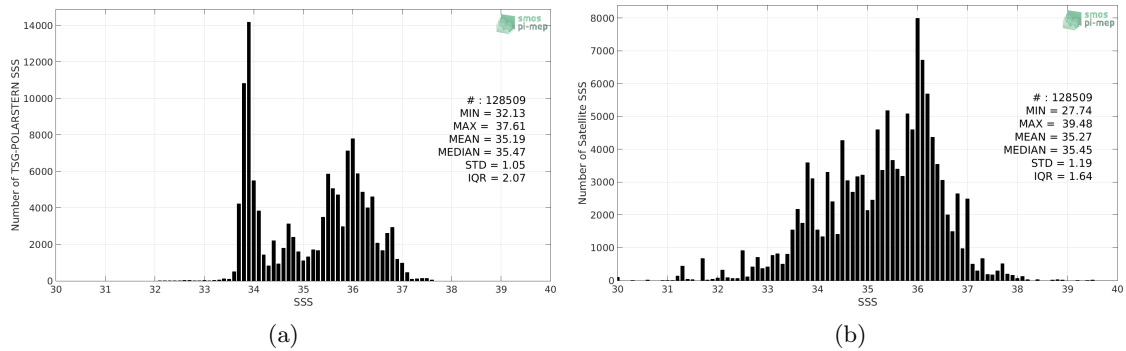 14000
12000
10000
8000
6000
4000
2000
0
30 31 32 33 34 35 36 37 38 39 40
SSS
Number of TSG-POLARSTERN SSS
smos
pi-mep
# : 128509
MIN = 32.13
MAX = 37.61
MEAN = 35.19
MEDIAN = 35.47
STD = 1.05
IQR = 2.07
(a)
8000
7000
6000
5000
4000
3000
2000
1000
0
30 31 32 33 34 35 36 37 38 39 40
SSS
Number of Satellite SSS
smos
pi-mep
# : 128509
MIN = 27.74
MAX = 39.48
MEAN = 35.27
MEDIAN = 35.45
STD = 1.19
IQR = 1.64
(b)